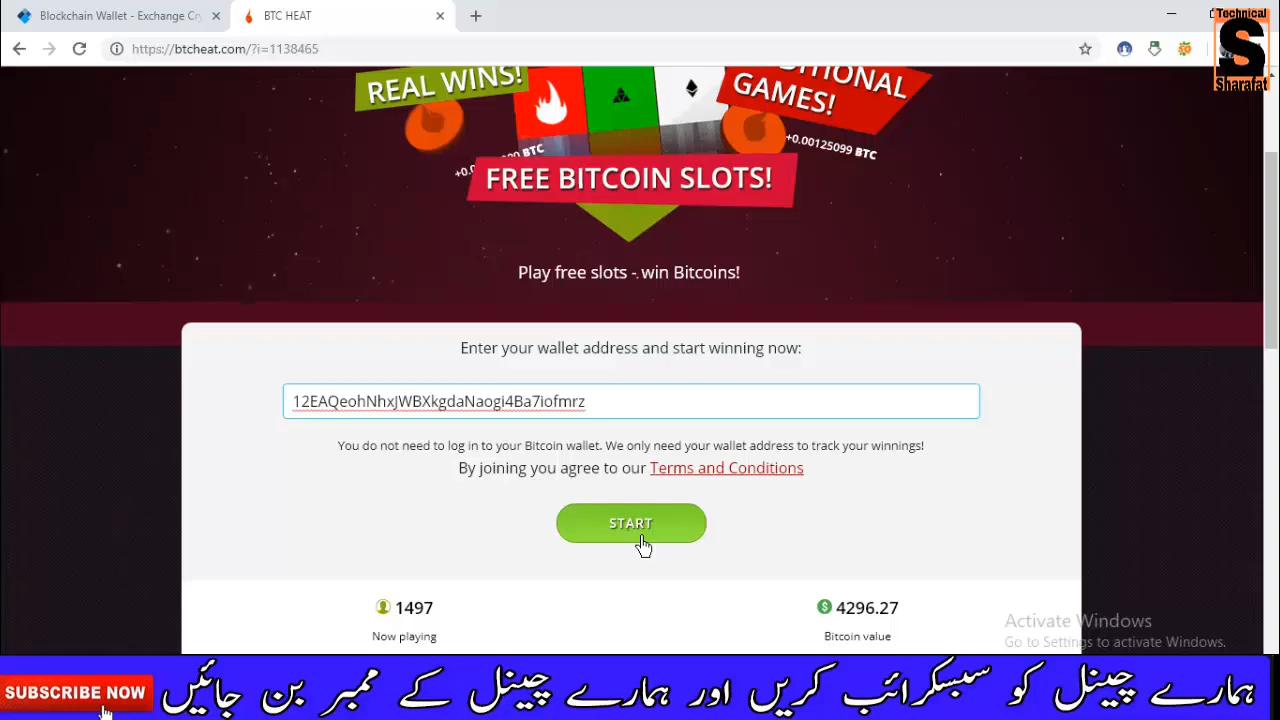 Blockchain Wallet - Exchange Cry
BTC HEAT
https://btcheat.com/?i=1138465
Technical
S
Sharafat
REAL WINS!
GAMES!
+0.00125099 BTC
BTC
FREE BITCOIN SLOTS!
Play free slots - win Bitcoins!
Enter your wallet address and start winning now:
12EAQeohNhxJWBXkgdaNaogi4Ba7iofmrz
You do not need to log in to your Bitcoin wallet. We only need your wallet address to track your winnings!
By joining you agree to our Terms and Conditions
START
1497
Now playing
4296.27
Bitcoin value
Activate Windows
Go to Settings to activate Windows.
SUBSCRIBE NOW
ہمارے چینل کو سبسکرائب کریں اور ہمارے چینل کے ممبر بن جائیں